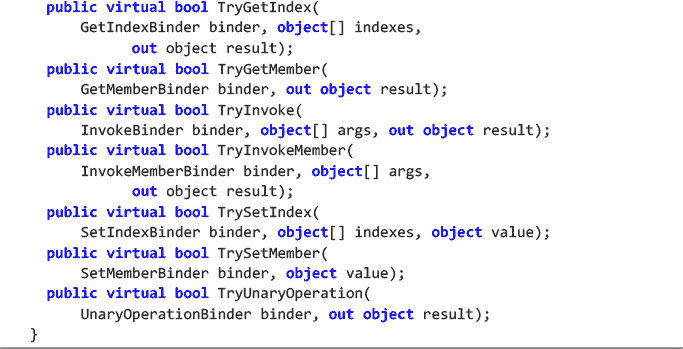 public virtual bool TryGetIndex(
GetIndexBinder binder, object[] indexes,
out object result);
public virtual bool TryGetMember(
GetMemberBinder binder, out object result);
public virtual bool TryInvoke(
InvokeBinder binder, object[] args, out object result);
public virtual bool TryInvokeMember(
InvokeMemberBinder binder, object[] args,
out object result);
public virtual bool TrySetIndex(
SetIndexBinder binder, object[] indexes, object value);
public virtual bool TrySetMember(
SetMemberBinder binder, object value);
public virtual bool TryUnaryOperation(
UnaryOperationBinder binder, out object result);
}